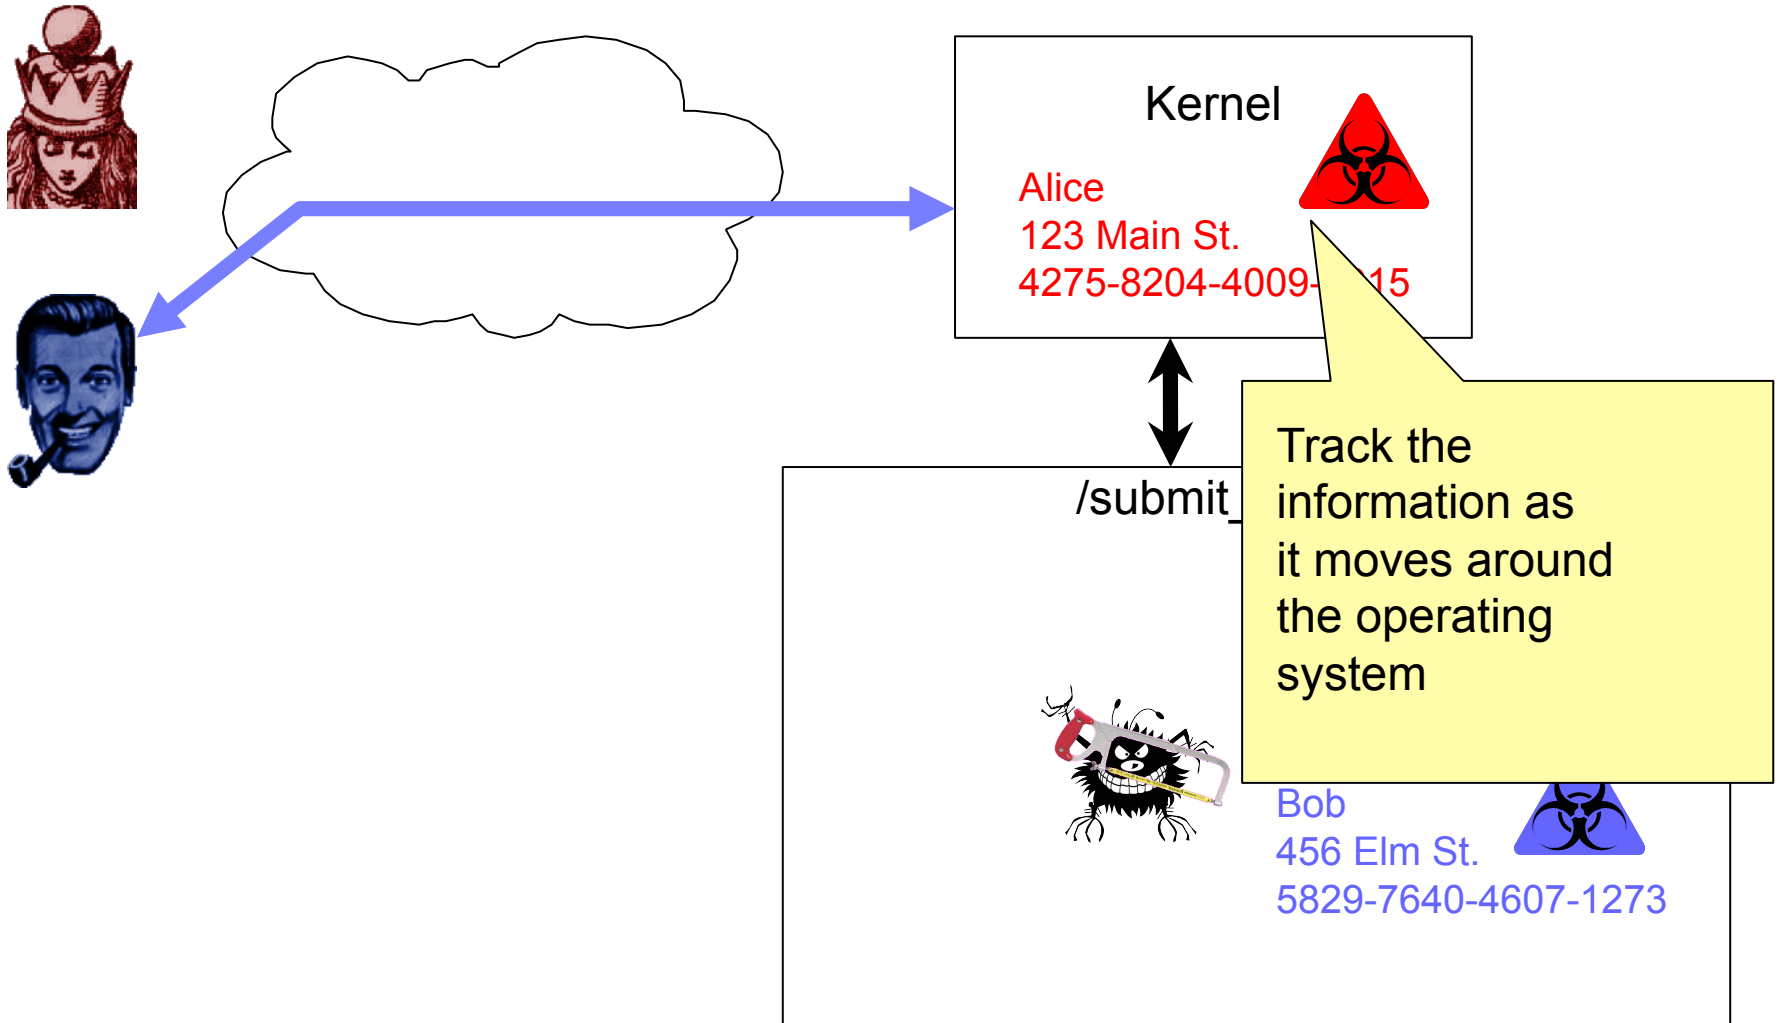 Kernel
Alice
123 Main St.
4275-8204-4009- 15
/submit_
Track the
information as
it moves around
the operating
system
Bob
456 Elm St.
5829-7640-4607-1273